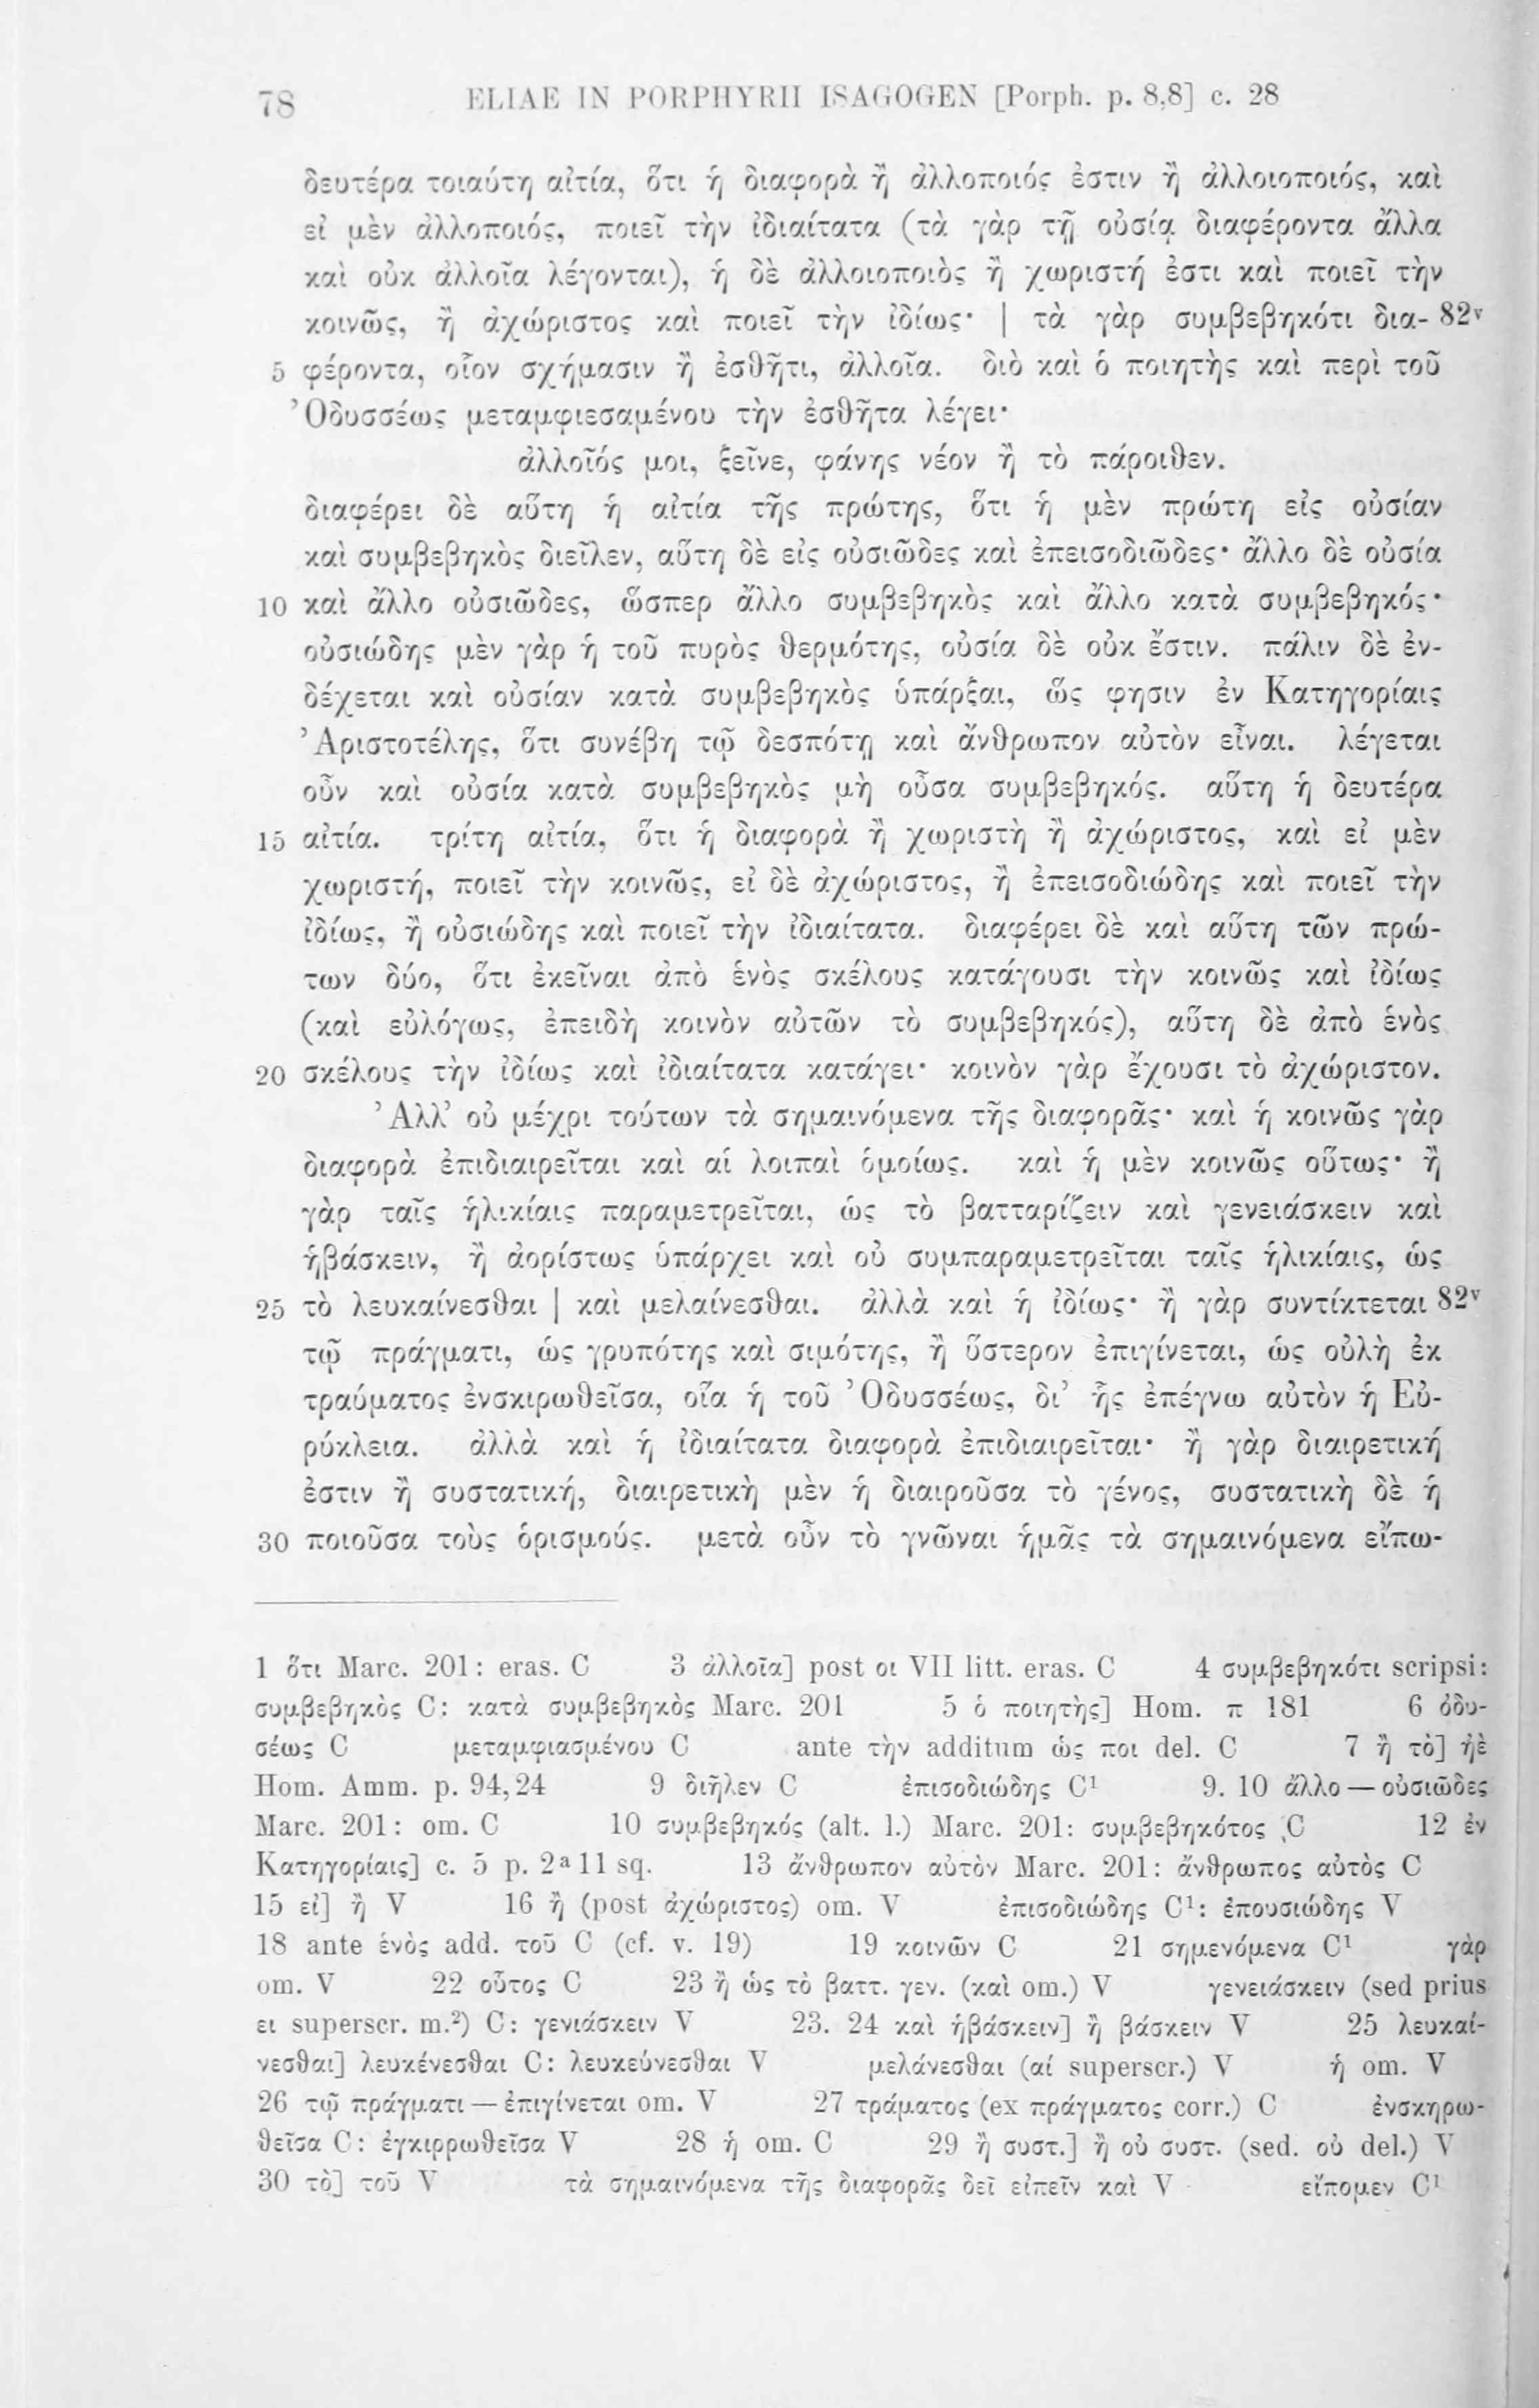 78 ELIAE IN PORPHYRII ISAGOGEN [Porph. p. 8,8] c. 28
δευτέρα τοιαύτη αἰτία, ὅτι ἡ διαφορὰ ἢ ἀλλοποιός ἐστιν ἢ ἀλλοιοποιός, καὶ
εἰ μὲν ἀλλοποιός, ποιεῖ τὴν ἰδιαίτατα (τὰ γὰρ τῇ οὐσίᾳ διαφέροντα ἄλλα
καὶ οὐκ ἀλλοῖα λέγονται), ἡ δὲ ἀλλοιοποιὸς ἢ χωριστή ἐστι καὶ ποιεῖ τὴν
κοινῶς, ἢ ἀχώριστος καὶ ποιεῖ τὴν ἰδίως· | τὰ γὰρ συμβεβηκότι δια- 82v
5 φέροντα, οἷον σχήμασιν ἢ ἐσθῆτι, ἀλλοῖα. διὸ καὶ ὁ ποιητὴς καὶ περὶ τοῦ
Ὀδυσσέως μεταμφιεσαμένου τὴν ἐσθῆτα λέγει·
ἀλλοῖός μοι, ξεῖνε, φάνης νέον ἢ τὸ πάροιθεν.
διαφέρει δὲ αὕτη ἡ αἰτία τῆς πρώτης, ὅτι ἡ μὲν πρώτη εἰς οὐσίαν
καὶ συμβεβηκὸς διεῖλεν, αὕτη δὲ εἰς οὐσιῶδες καὶ ἐπεισοδιῶδες· ἄλλο δὲ οὐσία
10 καὶ ἄλλο οὐσιῶδες, ὥσπερ ἄλλο συμβεβηκὸς καὶ ἄλλο κατὰ συμβεβηκός·
οὐσιώδης μὲν γὰρ ἡ τοῦ πυρὸς θερμότης, οὐσία δὲ οὐκ ἔστιν. πάλιν δὲ ἐν-
δέχεται καὶ οὐσίαν κατὰ συμβεβηκὸς ὑπάρξαι, ὥς φησιν ἐν Κατηγορίαις
Ἀριστοτέλης, ὅτι συνέβη τῷ δεσπότῃ καὶ ἄνθρωπον αὐτὸν εἶναι. λέγεται
οὖν καὶ οὐσία κατὰ συμβεβηκὸς μὴ οὖσα συμβεβηκός. αὕτη ἡ δευτέρα
15 αἰτία. τρίτη αἰτία, ὅτι ἡ διαφορὰ ἢ χωριστὴ ἢ ἀχώριστος, καὶ εἰ μὲν
χωριστή, ποιεῖ τὴν κοινῶς, εἰ δὲ ἀχώριστος, ἢ ἐπεισοδιώδης καὶ ποιεῖ τὴν
ἰδίως, ἢ οὐσιώδης καὶ ποιεῖ τὴν ἰδιαίτατα. διαφέρει δὲ καὶ αὕτη τῶν πρώ-
των δύο, ὅτι ἐκεῖναι ἀπὸ ἑνὸς σκέλους κατάγουσι τὴν κοινῶς καὶ ἰδίως
(καὶ εὐλόγως, ἐπειδὴ κοινὸν αὐτῶν τὸ συμβεβηκός), αὕτη δὲ ἀπὸ ἑνὸς
20 σκέλους τὴν ἰδίως καὶ ἰδιαίτατα κατάγει· κοινὸν γὰρ ἔχουσι τὸ ἀχώριστον.
Ἀλλ’ οὐ μέχρι τούτων τὰ σημαινόμενα τῆς διαφορᾶς· καὶ ἡ κοινῶς γὰρ
διαφορὰ ἐπιδιαιρεῖται καὶ αἱ λοιπαὶ ὁμοίως. καὶ ἡ μὲν κοινῶς οὕτως· ἢ
γὰρ ταῖς ἡλικίαις παραμετρεῖται, ὡς τὸ βατταρίζειν καὶ γενειάσκειν καὶ
ἡβάσκειν, ἢ ἀορίστως ὑπάρχει καὶ οὐ συμπαραμετρεῖται ταῖς ἡλικίαις, ὡς
25 τὸ λευκαίνεσθαι | καὶ μελαίνεσθαι. ἀλλὰ καὶ ἡ ἰδίως· ἢ γὰρ συντίκτεται 82v
τῷ πράγματι, ὡς γρυπότης καὶ σιμότης, ἢ ὕστερον ἐπιγίνεται, ὡς οὐλὴ ἐκ
τραύματος ἐνσκιρωθεῖσα, οἵα ἡ τοῦ Ὀδυσσέως, δι’ ἧς ἐπέγνω αὐτὸν ἡ Εὐ-
ρύκλεια. ἀλλὰ καὶ ἡ ἰδιαίτατα διαφορὰ ἐπιδιαιρεῖται· ἢ γὰρ διαιρετική
ἐστιν ἢ συστατική, διαιρετικὴ μὲν ἡ διαιροῦσα τὸ γένος, συστατικὴ δὲ ἡ
30 ποιοῦσα τοὺς ὁρισμούς. μετὰ οὖν τὸ γνῶναι ἡμᾶς τὰ σημαινόμενα εἴπω-
1 ὅτι Marc. 201: eras. C 3 ἀλλοῖα] post οι VII litt. eras. C 4 συμβεβηκότι scripsi:
συμβεβηκὸς C: κατὰ συμβεβηκὸς Marc. 201 5 ὁ ποιητὴς] Hom. π 181 6 ὀδυ-
σέως C μεταμφιασμένου C ante τὴν additum ὡς ποι del. C 7 ἢ τὸ] ἠὲ
Hom. Amm. p. 94,24 9 διῆλεν C ἐπισοδιώδης C¹ 9. 10 ἄλλο — οὐσιῶδες
Marc. 201: om. C 10 συμβεβηκός (alt. l.) Marc. 201: συμβεβηκότος C 12 ἐν
Κατηγορίαις] c. 5 p. 2ᵃ11 sq. 13 ἄνθρωπον αὐτὸν Marc. 201: ἄνθρωπος αὐτὸς C
15 εἰ] ἢ V 16 ἢ (post ἀχώριστος) om. V ἐπισοδιώδης C¹: ἐπουσιώδης V
18 ante ἑνὸς add. τοῦ C (cf. v. 19) 19 κοινῶν C 21 σημενόμενα C¹ γὰρ
om. V 22 οὗτος C 23 ἢ ὡς τὸ βαττ. γεν. (καὶ om.) V γενειάσκειν (sed prius
ει superscr. m.²) C: γενιάσκειν V 23. 24 καὶ ἡβάσκειν] ἢ βάσκειν V 25 λευκαί-
νεσθαι] λευκένεσθαι C: λευκεύνεσθαι V μελάνεσθαι (αί superscr.) V ἡ om. V
26 τῷ πράγματι — ἐπιγίνεται om. V 27 τράματος (ex πράγματος corr.) C ἐνσκηρω-
θεῖσα C: ἐγκιρρωθεῖσα V 28 ἡ om. C 29 ἢ συστ.] ἢ οὐ συστ. (sed. οὐ del.) V
30 τὸ] τοῦ V τὰ σημαινόμενα τῆς διαφορᾶς δεῖ εἰπεῖν καὶ V εἴπομεν C¹